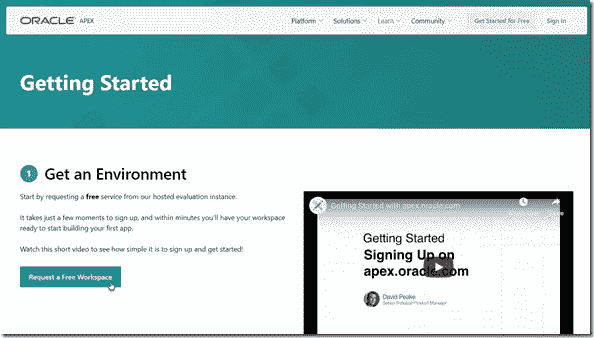 ORACLE APEX Platform Solutions Learn Community Get Started for Free Sign In
Getting Started
1 Get an Environment
Start by requesting a free service from our hosted evaluation instance.
It takes just a few moments to sign up, and within minutes you'll have your workspace
ready to start building your first app.
Watch this short video to see how simple it is to sign up and get started!
Request a Free Workspace
Getting Started with apex.oracle.com
Getting Started
Signing Up on
apex.oracle.com
David Peake
Senior Principal Product Manager